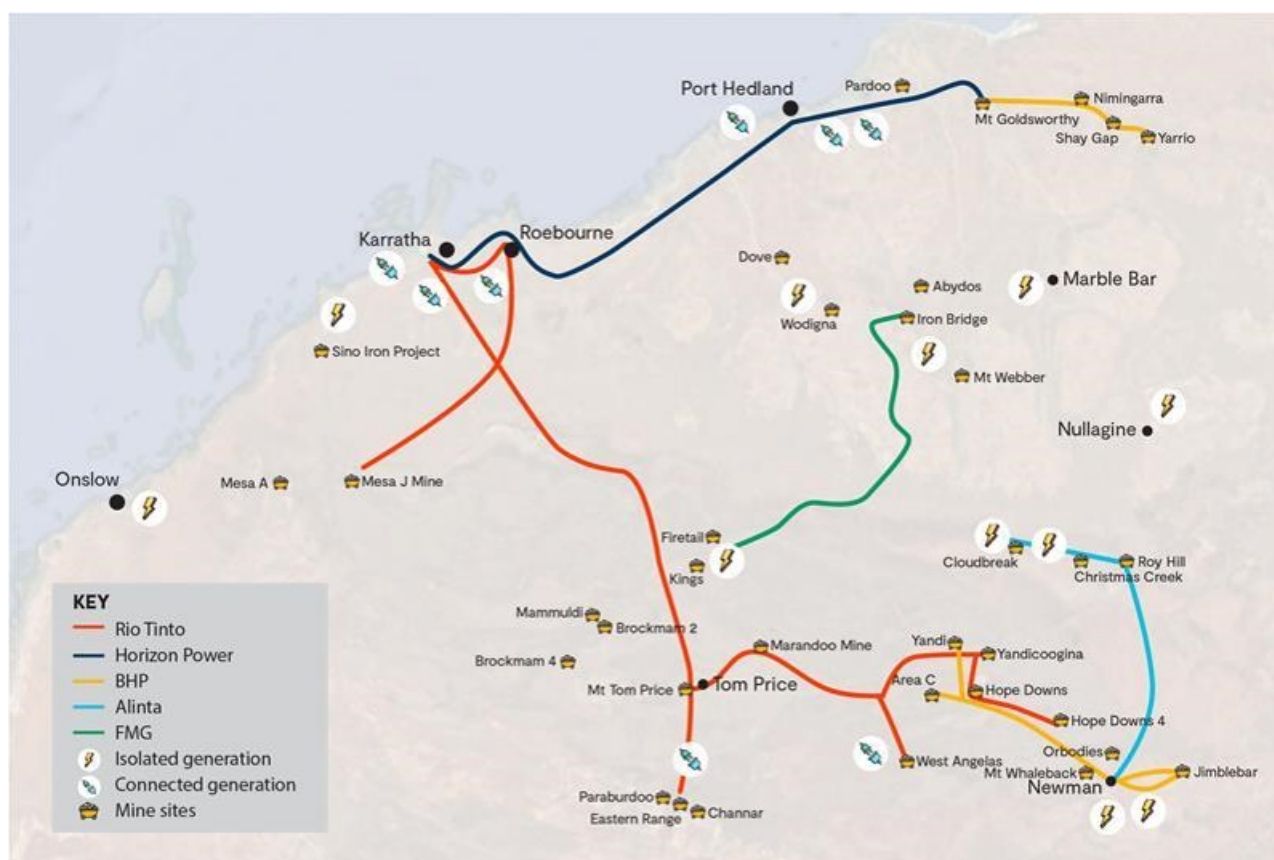 Port Hedland
Pardoo
Nimingarra
Mt Goldsworthy
Shay Gap
Yarrio
Karratha
Roebourne
Dove
Wodigna
Abydos
Marble Bar
Iron Bridge
Sino Iron Project
Mt Webber
Nullagine
Onslow
Mesa A
Mesa J Mine
Firetail
Kings
Cloudbreak
Roy Hill
Christmas Creek
Mammuldi
Brockmam 2
Brockmam 4
Marandoo Mine
Mt Tom Price
Tom Price
Yandi
Yandicoogina
Area C
Hope Downs
Hope Downs 4
West Angelas
Orbodies
Mt Whaleback
Newman
Jimblebar
Paraburdoo
Eastern Range
Channar
KEY
Rio Tinto
Horizon Power
BHP
Alinta
FMG
Isolated generation
Connected generation
Mine sites